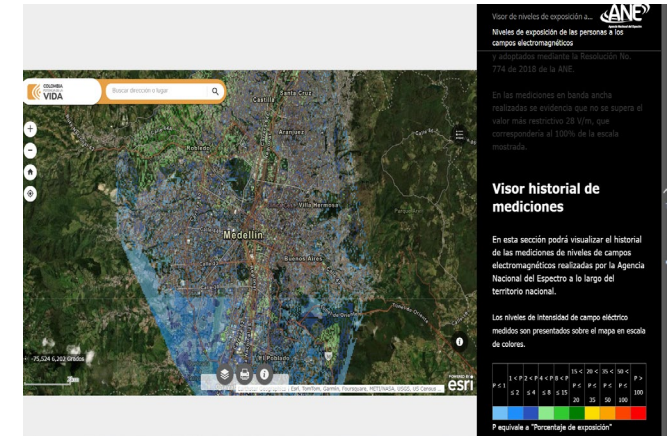 COLOMBIA
VIDA
Buscar dirección o lugar
Santa Cruz
Castilla
Aranjuez
Robledo
Villa Hermosa
Medellín
Buenos Aires
El Poblado
-75,524 6,202 Grados
Esri, TomTom, Garmin, Foursquare, METI/NASA, USGS, US Census ...
POWERED BY
esri
Visor de niveles de exposición a...
ANE
Agencia Nacional del Espectro
Niveles de exposición de las personas a los
campos electromagnéticos
y adoptados mediante la Resolución No.
774 de 2018 de la ANE.
En las mediciones en banda ancha
realizadas se evidencia que no se supera el
valor más restrictivo 28 V/m, que
correspondería al 100% de la escala
mostrada.
Visor historial de
mediciones
En esta sección podrá visualizar el historial
de las mediciones de niveles de campos
electromagnéticos realizadas por la Agencia
Nacional del Espectro a lo largo del
territorio nacional.
Los niveles de intensidad de campo eléctrico
medidos son presentados sobre el mapa en escala
de colores.
P ≤ 1
1 < P ≤ 2
2 < P ≤ 4
4 < P ≤ 8
8 < P ≤ 15
15 < P ≤ 20
20 < P ≤ 35
35 < P ≤ 50
50 < P ≤ 100
P > 100
P equivale a "Porcentaje de exposición"